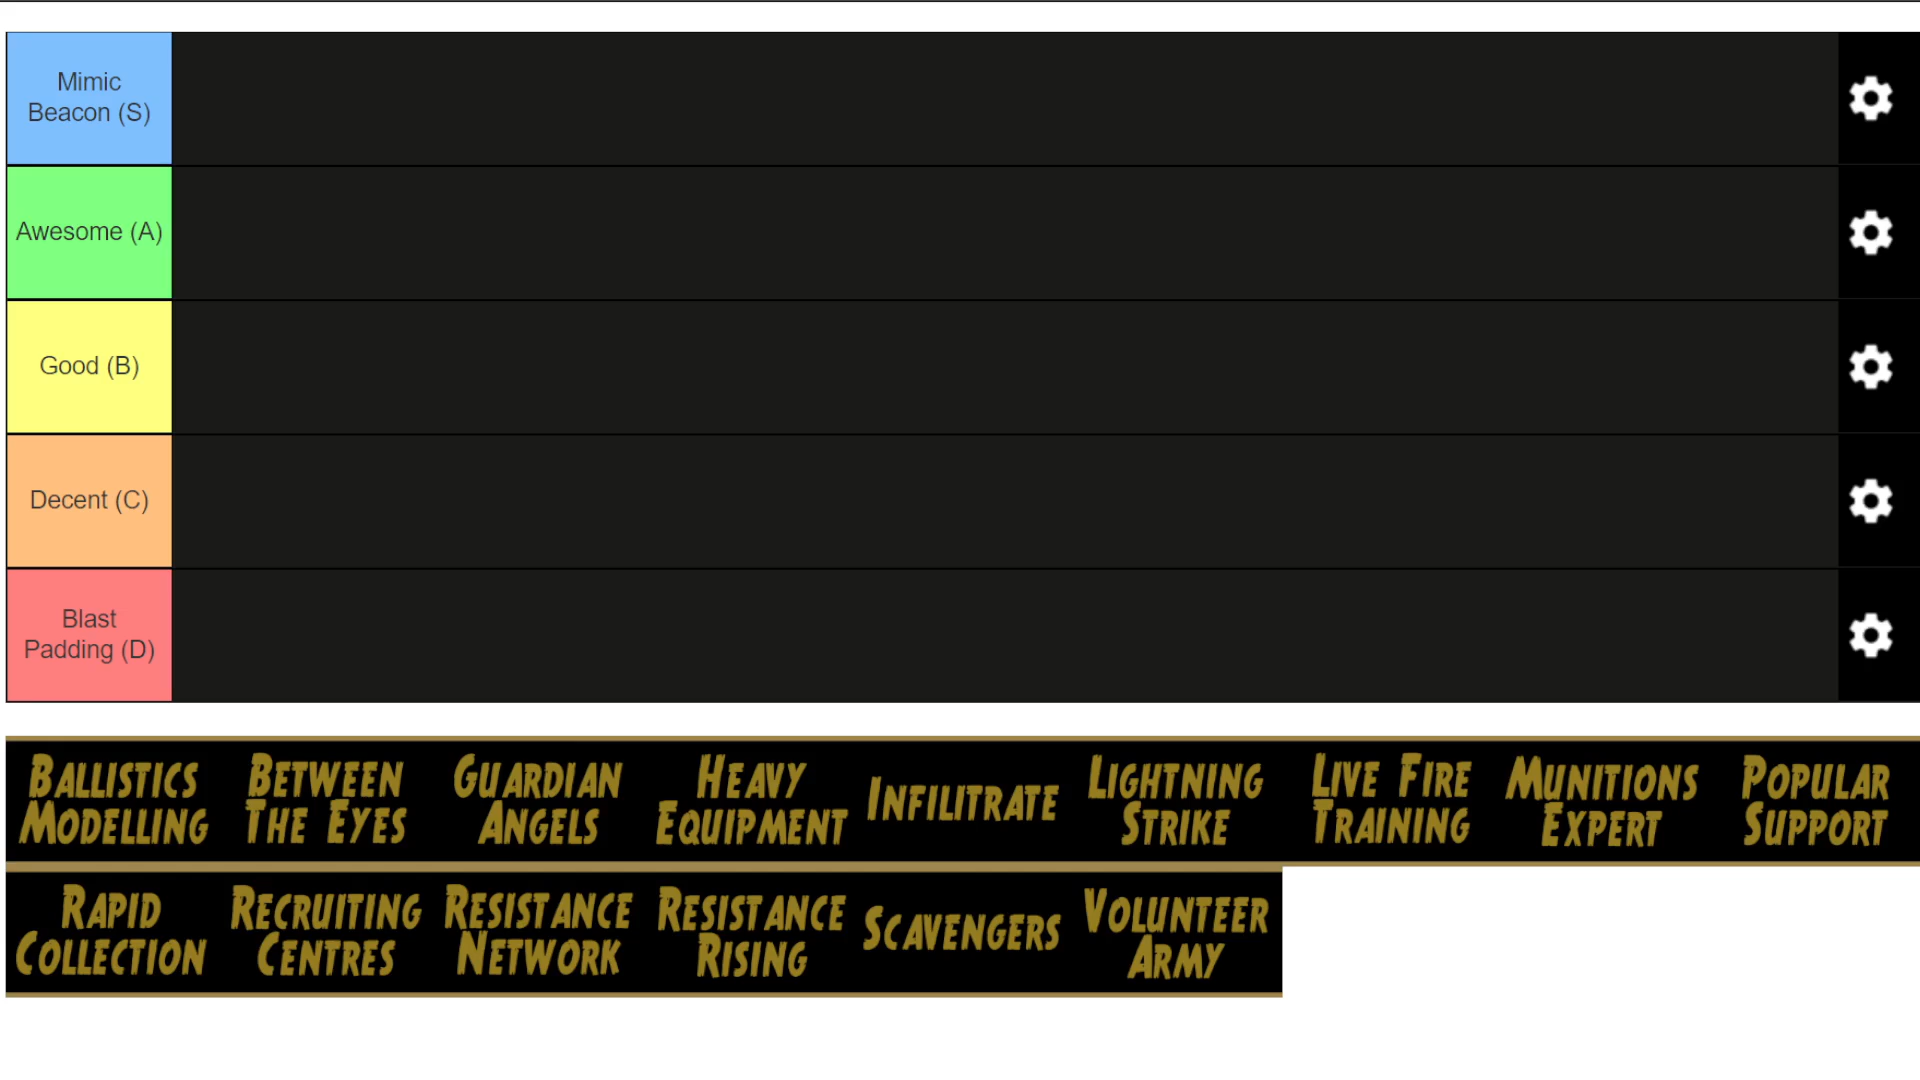 Mimic
Beacon (S)
Awesome (A)
Good (B)
Decent (C)
Blast
Padding (D)
BALLISTICS
MODELLING
BETWEEN
THE EYES
GUARDIAN
ANGELS
HEAVY
EQUIPMENT
INFILITRATE
LIGHTNING
STRIKE
LIVE FIRE
TRAINING
MUNITIONS
EXPERT
POPULAR
SUPPORT
RAPID
COLLECTION
RECRUITING
CENTRES
RESISTANCE
NETWORK
RESISTANCE
RISING
SCAVENGERS
VOLUNTEER
ARMY